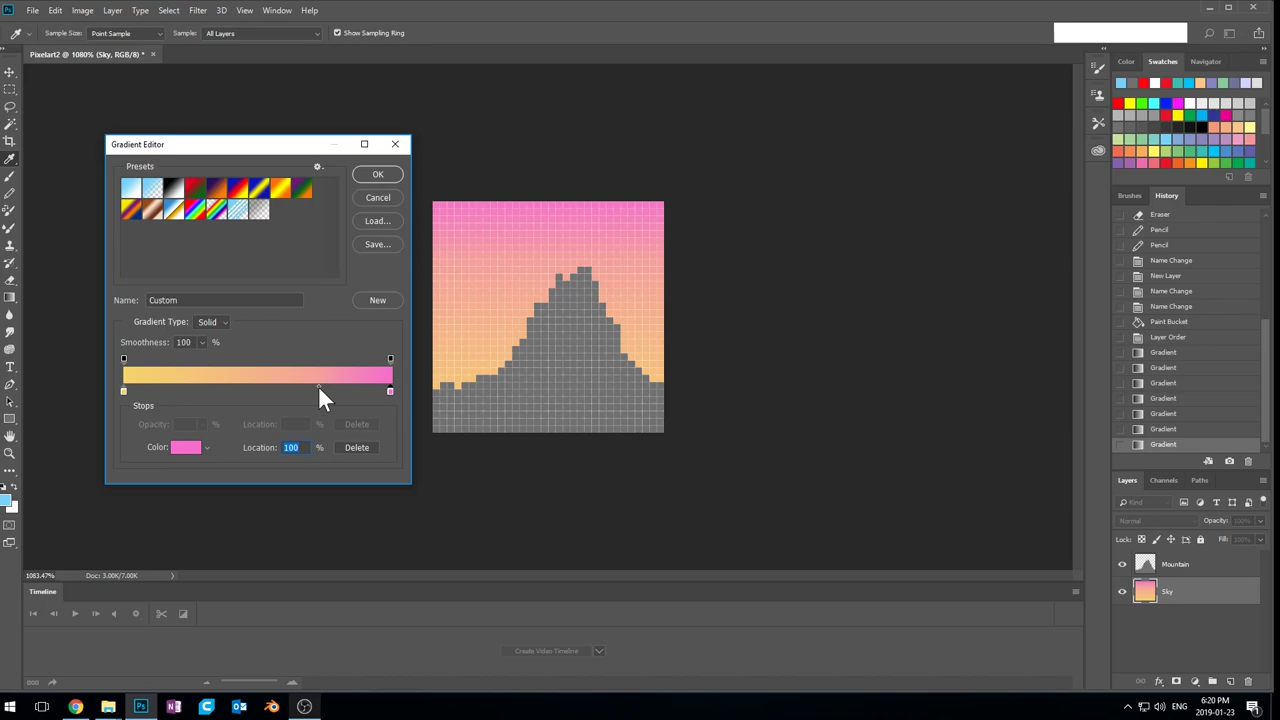 Ps File Edit Image Layer Type Select Filter 3D View Window Help
Sample Size: Point Sample Sample: All Layers Show Sampling Ring
Pixelart2 @ 1080% (Sky, RGB/8) * ×
Color Swatches Navigator
Gradient Editor
Presets
OK
Cancel
Load...
Save...
Name: Custom New
Gradient Type: Solid
Smoothness: 100 %
Stops
Opacity: % Location: % Delete
Color: Location: 100 % Delete
Brushes History
Eraser
Pencil
Pencil
Name Change
New Layer
Name Change
Name Change
Paint Bucket
Layer Order
Gradient
Gradient
Gradient
Gradient
Gradient
Gradient
Gradient
Layers Channels Paths
Kind
Normal Opacity: 100%
Lock: Fill: 100%
Mountain
Sky
1083.47% Doc: 3.00K/7.00K
Timeline
Create Video Timeline
ENG 6:20 PM
2019-01-23